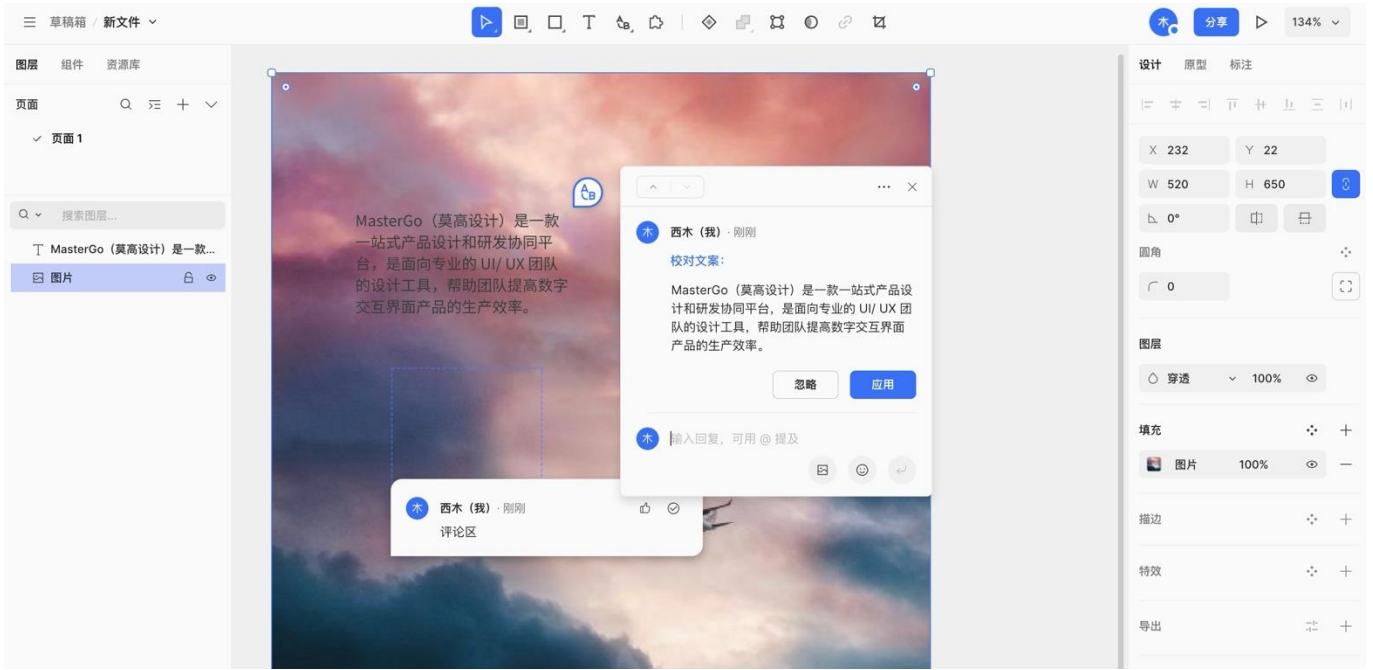 草稿箱 / 新文件
分享
134%
图层 组件 资源库
页面
页面 1
搜索图层...
MasterGo（莫高设计）是一款...
图片
MasterGo（莫高设计）是一款
一站式产品设计和研发协同平
台，是面向专业的 UI/ UX 团队
的设计工具，帮助团队提高数字
交互界面产品的生产效率。
西木（我）· 刚刚
校对文案：
MasterGo（莫高设计）是一款一站式产品设
计和研发协同平台，是面向专业的 UI/ UX 团
队的设计工具，帮助团队提高数字交互界面
产品的生产效率。
忽略 应用
木 输入回复，可用 @ 提及
木 西木（我）· 刚刚
评论区
设计 原型 标注
X 232 Y 22
W 520 H 650
0°
圆角
0
图层
穿透 100%
填充
图片 100%
描边
特效
导出